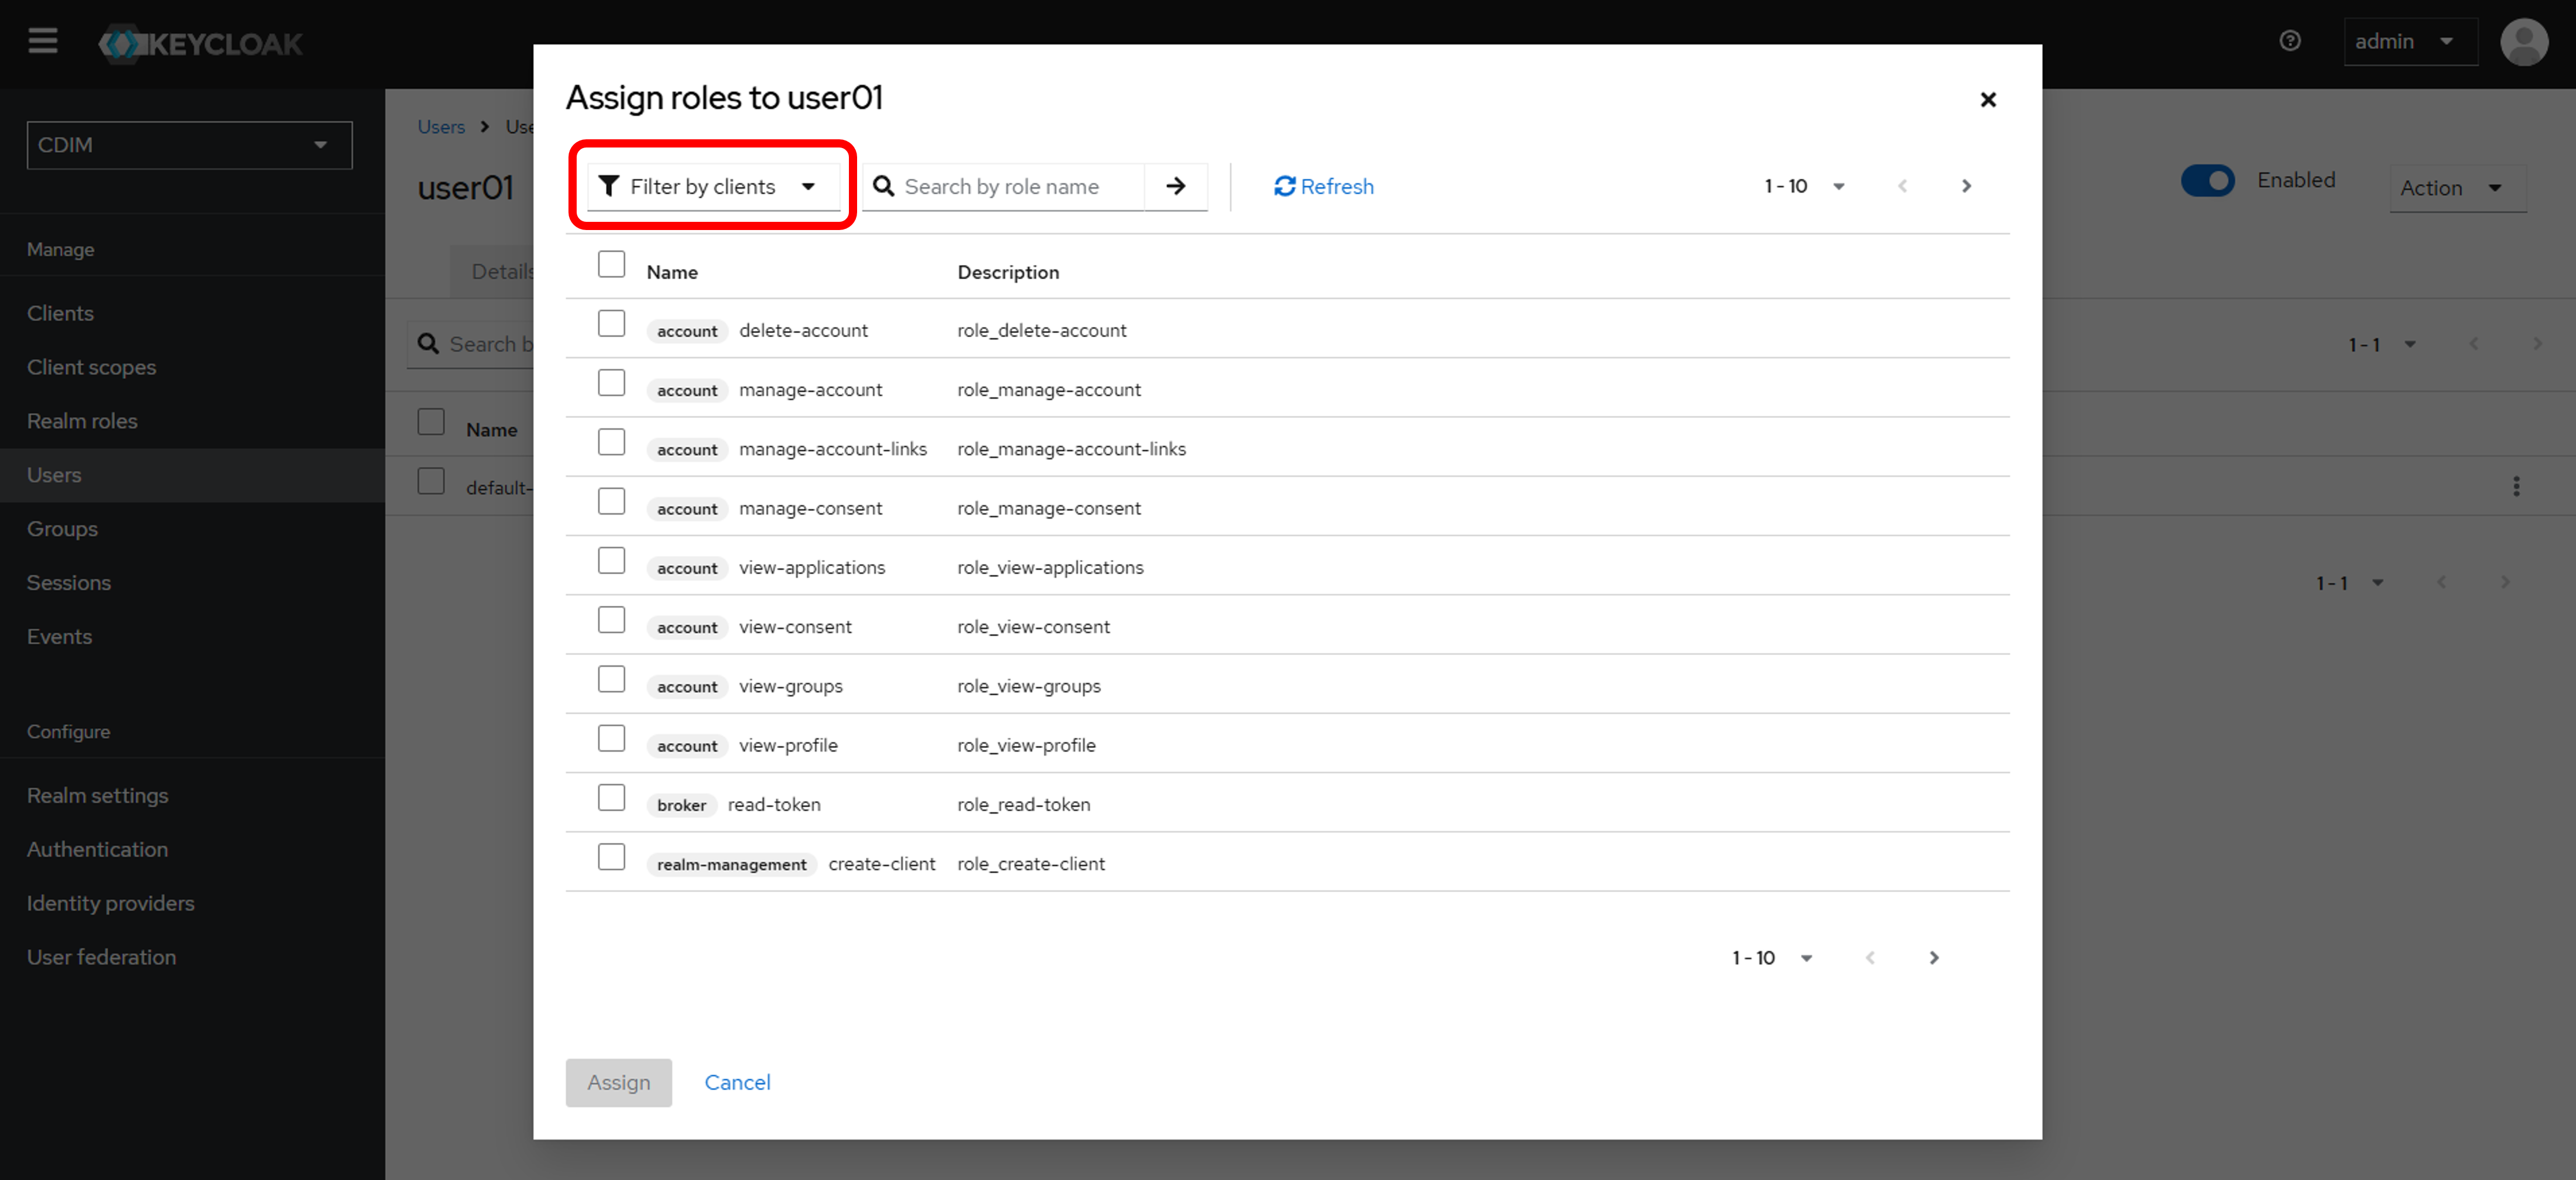 KEYCLOAK
admin
CDIM
Manage
Clients
Client scopes
Realm roles
Users
Groups
Sessions
Events
Configure
Realm settings
Authentication
Identity providers
User federation
Users
user01
Enabled
Action
Details
Search
1 - 1
Name
default-
1 - 1
Assign roles to user01
Filter by clients
Search by role name
Refresh
1 - 10
Name Description
account delete-account role_delete-account
account manage-account role_manage-account
account manage-account-links role_manage-account-links
account manage-consent role_manage-consent
account view-applications role_view-applications
account view-consent role_view-consent
account view-groups role_view-groups
account view-profile role_view-profile
broker read-token role_read-token
realm-management create-client role_create-client
1 - 10
Assign Cancel